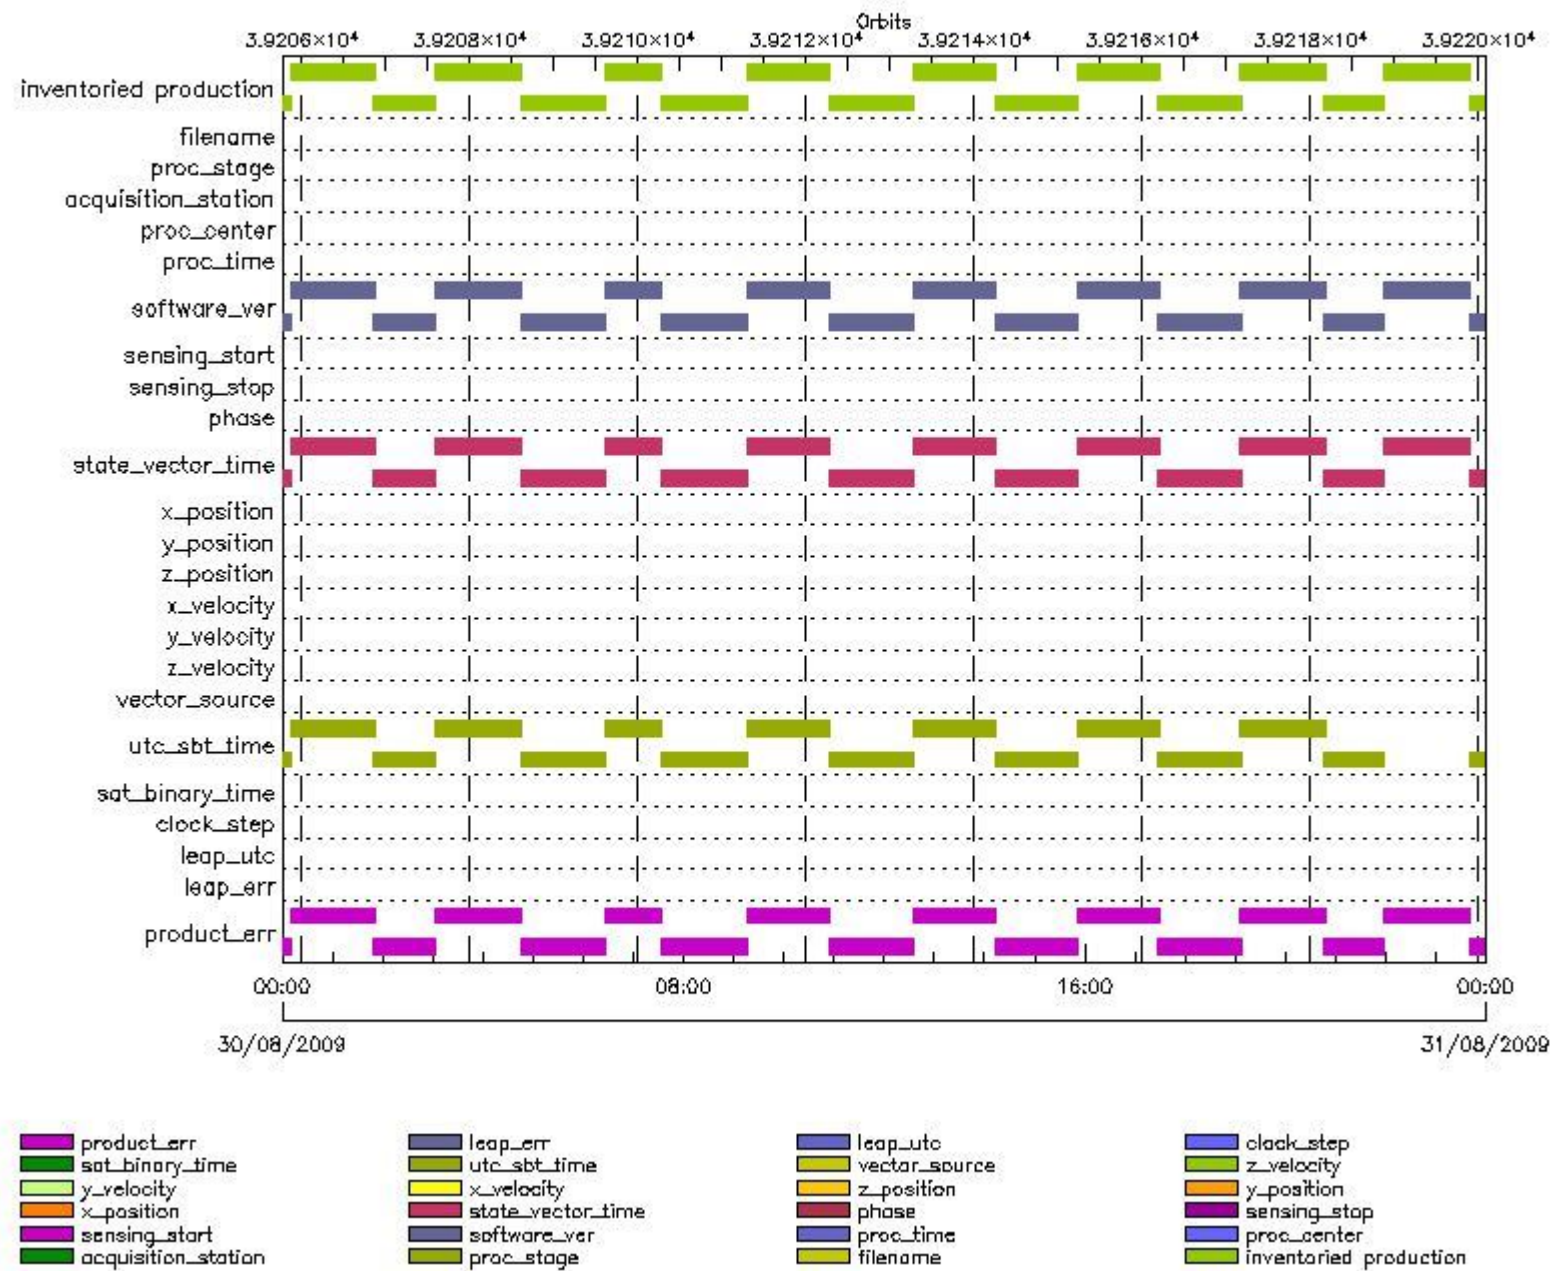 Orbits
3.9206×10⁴ 3.9208×10⁴ 3.9210×10⁴ 3.9212×10⁴ 3.9214×10⁴ 3.9216×10⁴ 3.9218×10⁴ 3.9220×10⁴
inventoried production
filename
proc_stage
acquisition_station
proc_center
proc_time
software_ver
sensing_start
sensing_stop
phase
state_vector_time
x_position
y_position
z_position
x_velocity
y_velocity
z_velocity
vector_source
utc_sbt_time
sat_binary_time
clock_step
leap_utc
leap_err
product_err
00:00 08:00 16:00 00:00
30/08/2009 31/08/2009
product_err leap_err leap_utc clock_step
sat_binary_time utc_sbt_time vector_source z_velocity
y_velocity x_velocity z_position y_position
x_position state_vector_time phase sensing_stop
sensing_start software_ver proc_time proc_center
acquisition_station proc_stage filename inventoried production